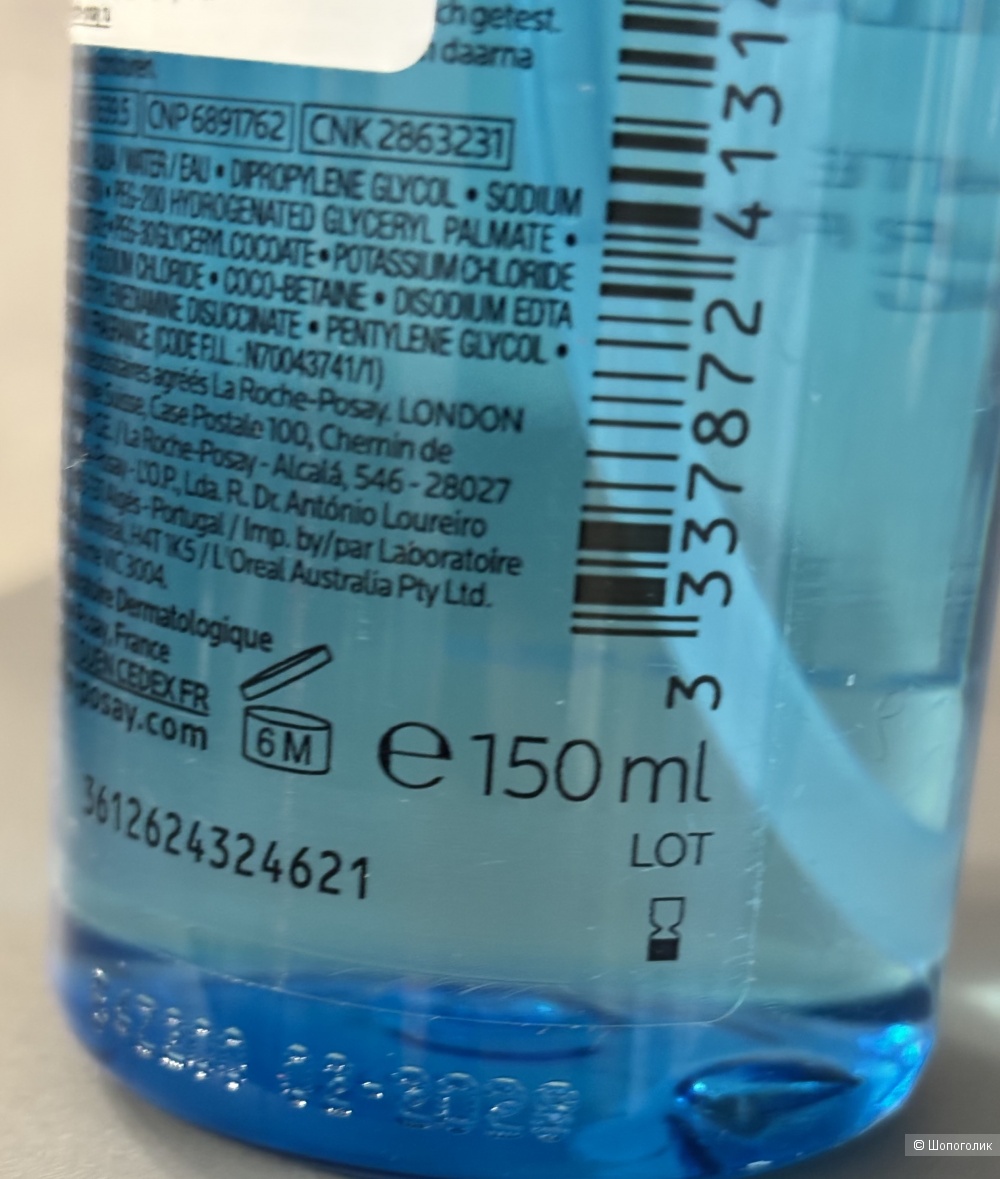 ch getest.
daarna
CNP 6891762 CNK 2863231
/ WATER / EAU • DIPROPYLENE GLYCOL • SODIUM
• PEG-200 HYDROGENATED GLYCERYL PALMATE •
• PEG-30 GLYCERYL COCOATE • POTASSIUM CHLORIDE
CHLORIDE • COCO-BETAINE • DISODIUM EDTA
DISUCCINATE • PENTYLENE GLYCOL •
(CODE F.I.L. : N70043741/1)
agréés La Roche-Posay. LONDON
Suisse, Case Postale 100, Chemin de
/ La Roche-Posay - Alcalá, 546 - 28027
- L'O.P., Lda. R. Dr. António Loureiro
Algés - Portugal / Imp. by/par Laboratoire
H4T 1K5 / L'Oreal Australia Pty Ltd.
VIC 3004.
Dermatologique
France
CEDEX FR
posay.com
6 M
e 150 ml
3612624324621
LOT
3 337872 41312
© Шопоголик